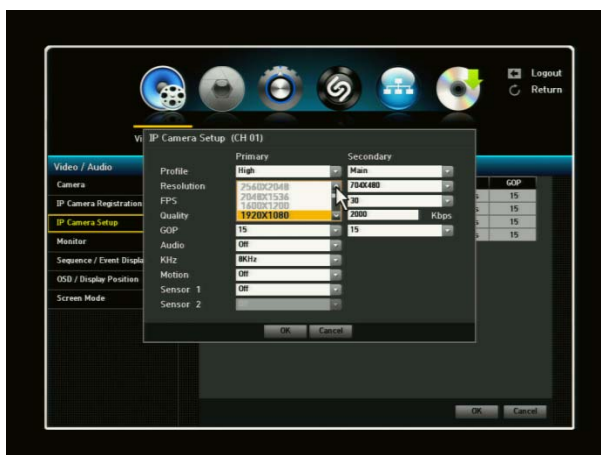 Logout
Return
Vi
IP Camera Setup (CH 01)
Primary Secondary
Video / Audio
Profile High Main
Camera
Resolution 2560X2048 704X480
GOP
IP Camera Registration
2048X1536
FPS 1600X1200 30
s 15
Quality 1920X1080 2000 Kbps
IP Camera Setup
s 15
GOP 15 15
s 15
Monitor
Audio Off
s 15
Sequence / Event Displa
KHz 8KHz
OSD / Display Position
Motion Off
Sensor 1 Off
Screen Mode
Sensor 2
OK Cancel
OK Cancel